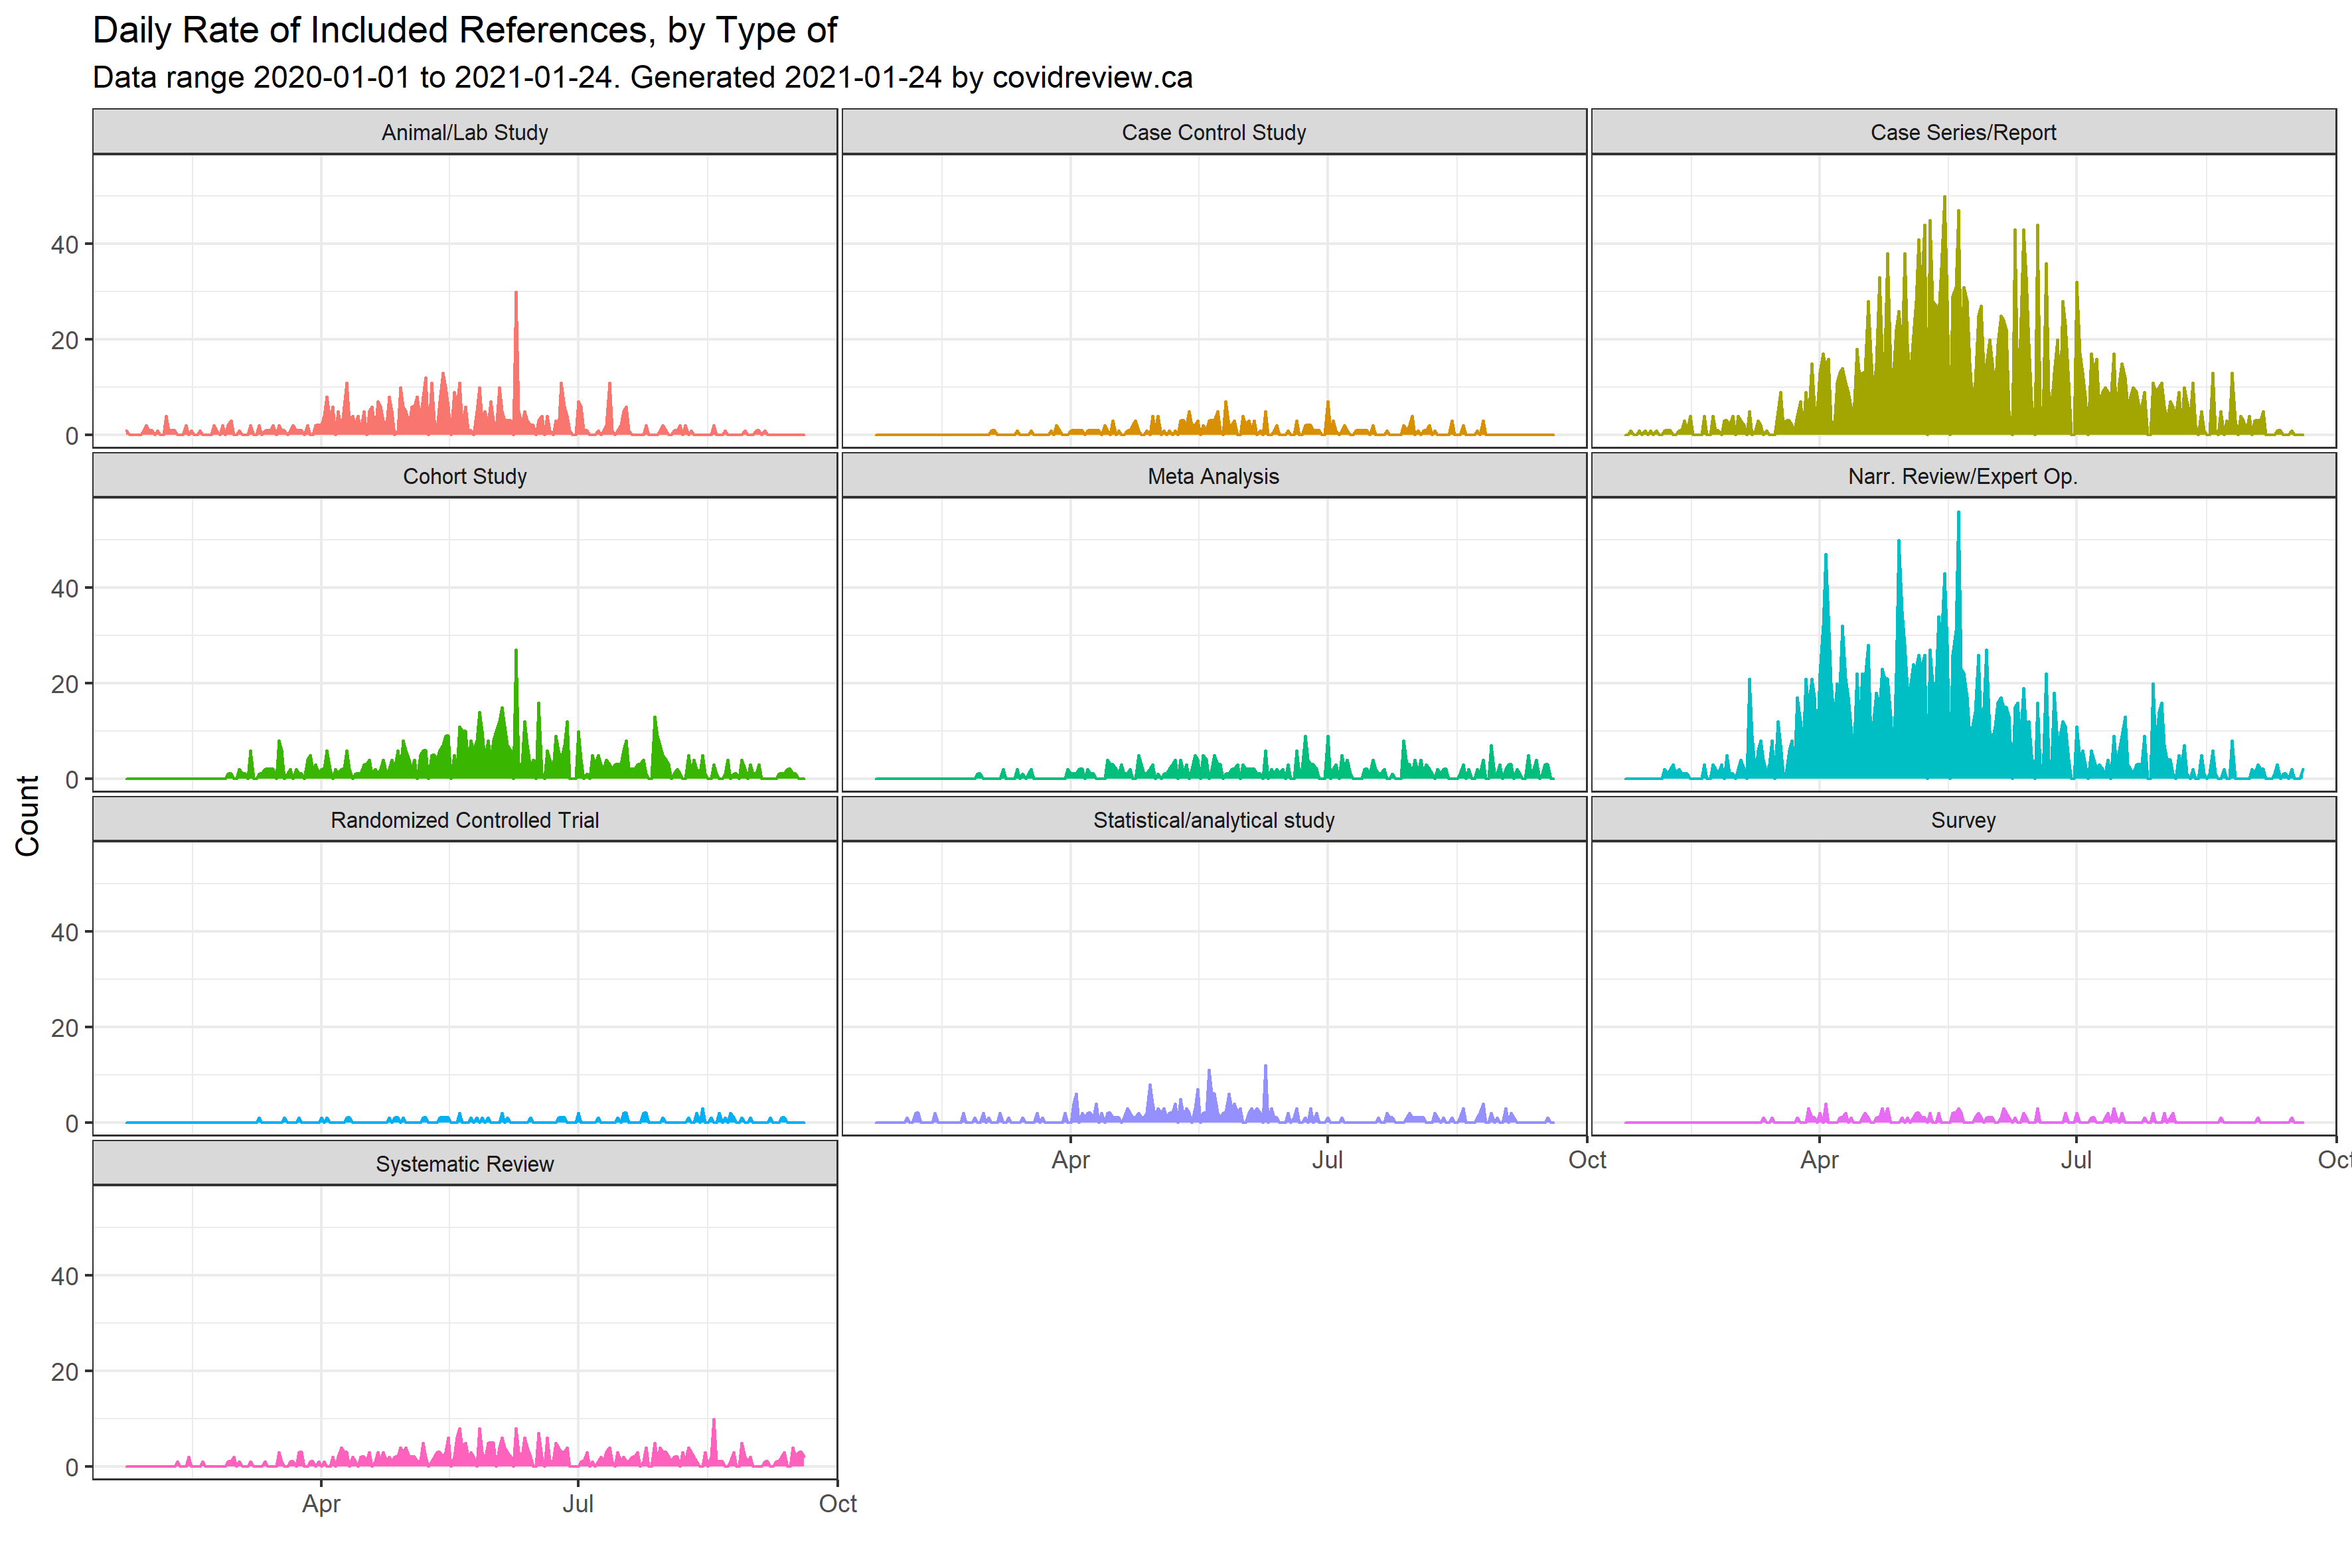 Daily Rate of Included References, by Type of
Data range 2020-01-01 to 2021-01-24. Generated 2021-01-24 by covidreview.ca
Animal/Lab Study
Case Control Study
Case Series/Report
40
20
0
Cohort Study
Meta Analysis
Narr. Review/Expert Op.
40
20
0
Count
Randomized Controlled Trial
Statistical/analytical study
Survey
40
20
0
Apr Jul Oct Apr Jul Oct
Systematic Review
40
20
0
Apr Jul Oct